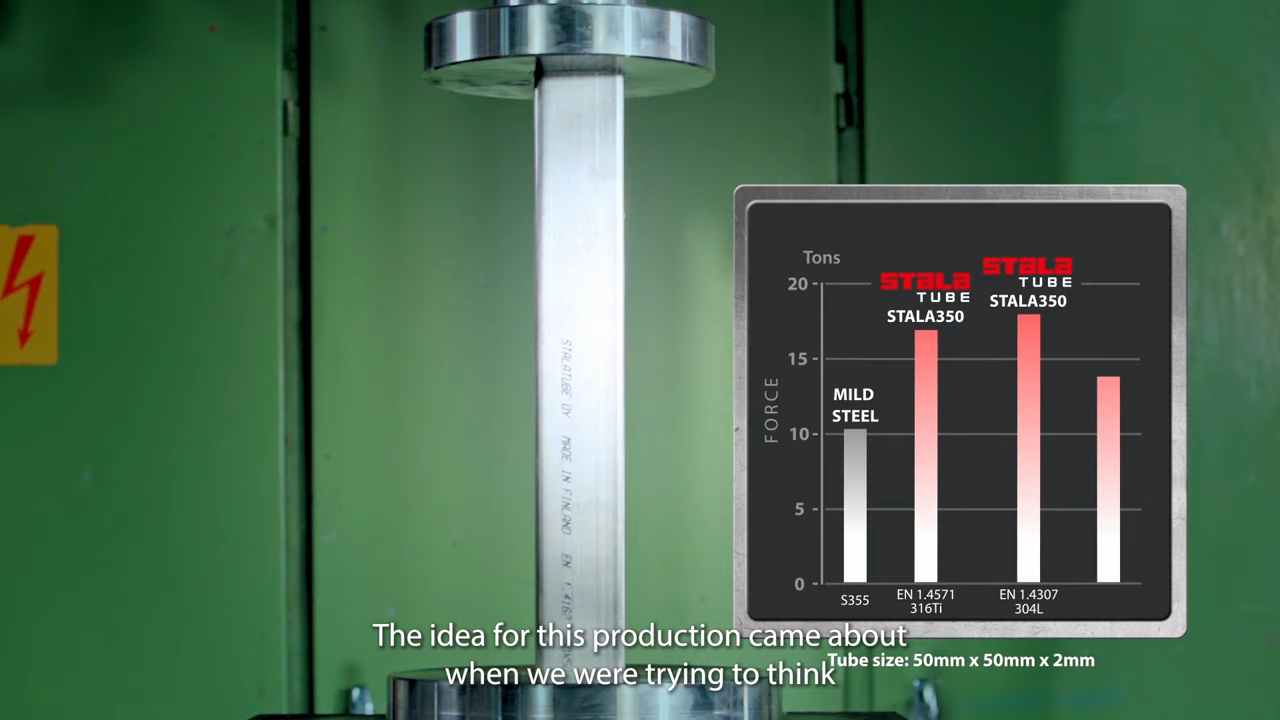 Tons
20
STALA
TUBE
STALA350
STALA
TUBE
STALA350
15
MILD
STEEL
10
5
0
FORCE
S355
EN 1.4571
316Ti
EN 1.4307
304L
Tube size: 50mm x 50mm x 2mm
STALATUBE OY MADE IN FINLAND EN
The idea for this production came about
when we were trying to think